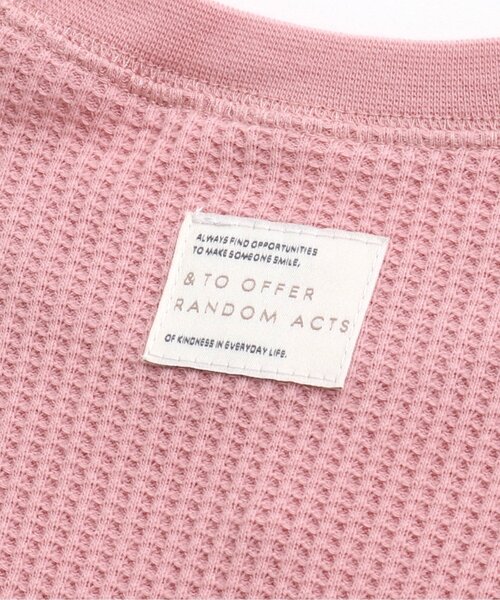 ALWAYS FIND OPPORTUNITIES
TO MAKE SOMEONE SMILE,
& TO OFFER
RANDOM ACTS
OF KINDNESS IN EVERYDAY LIFE.